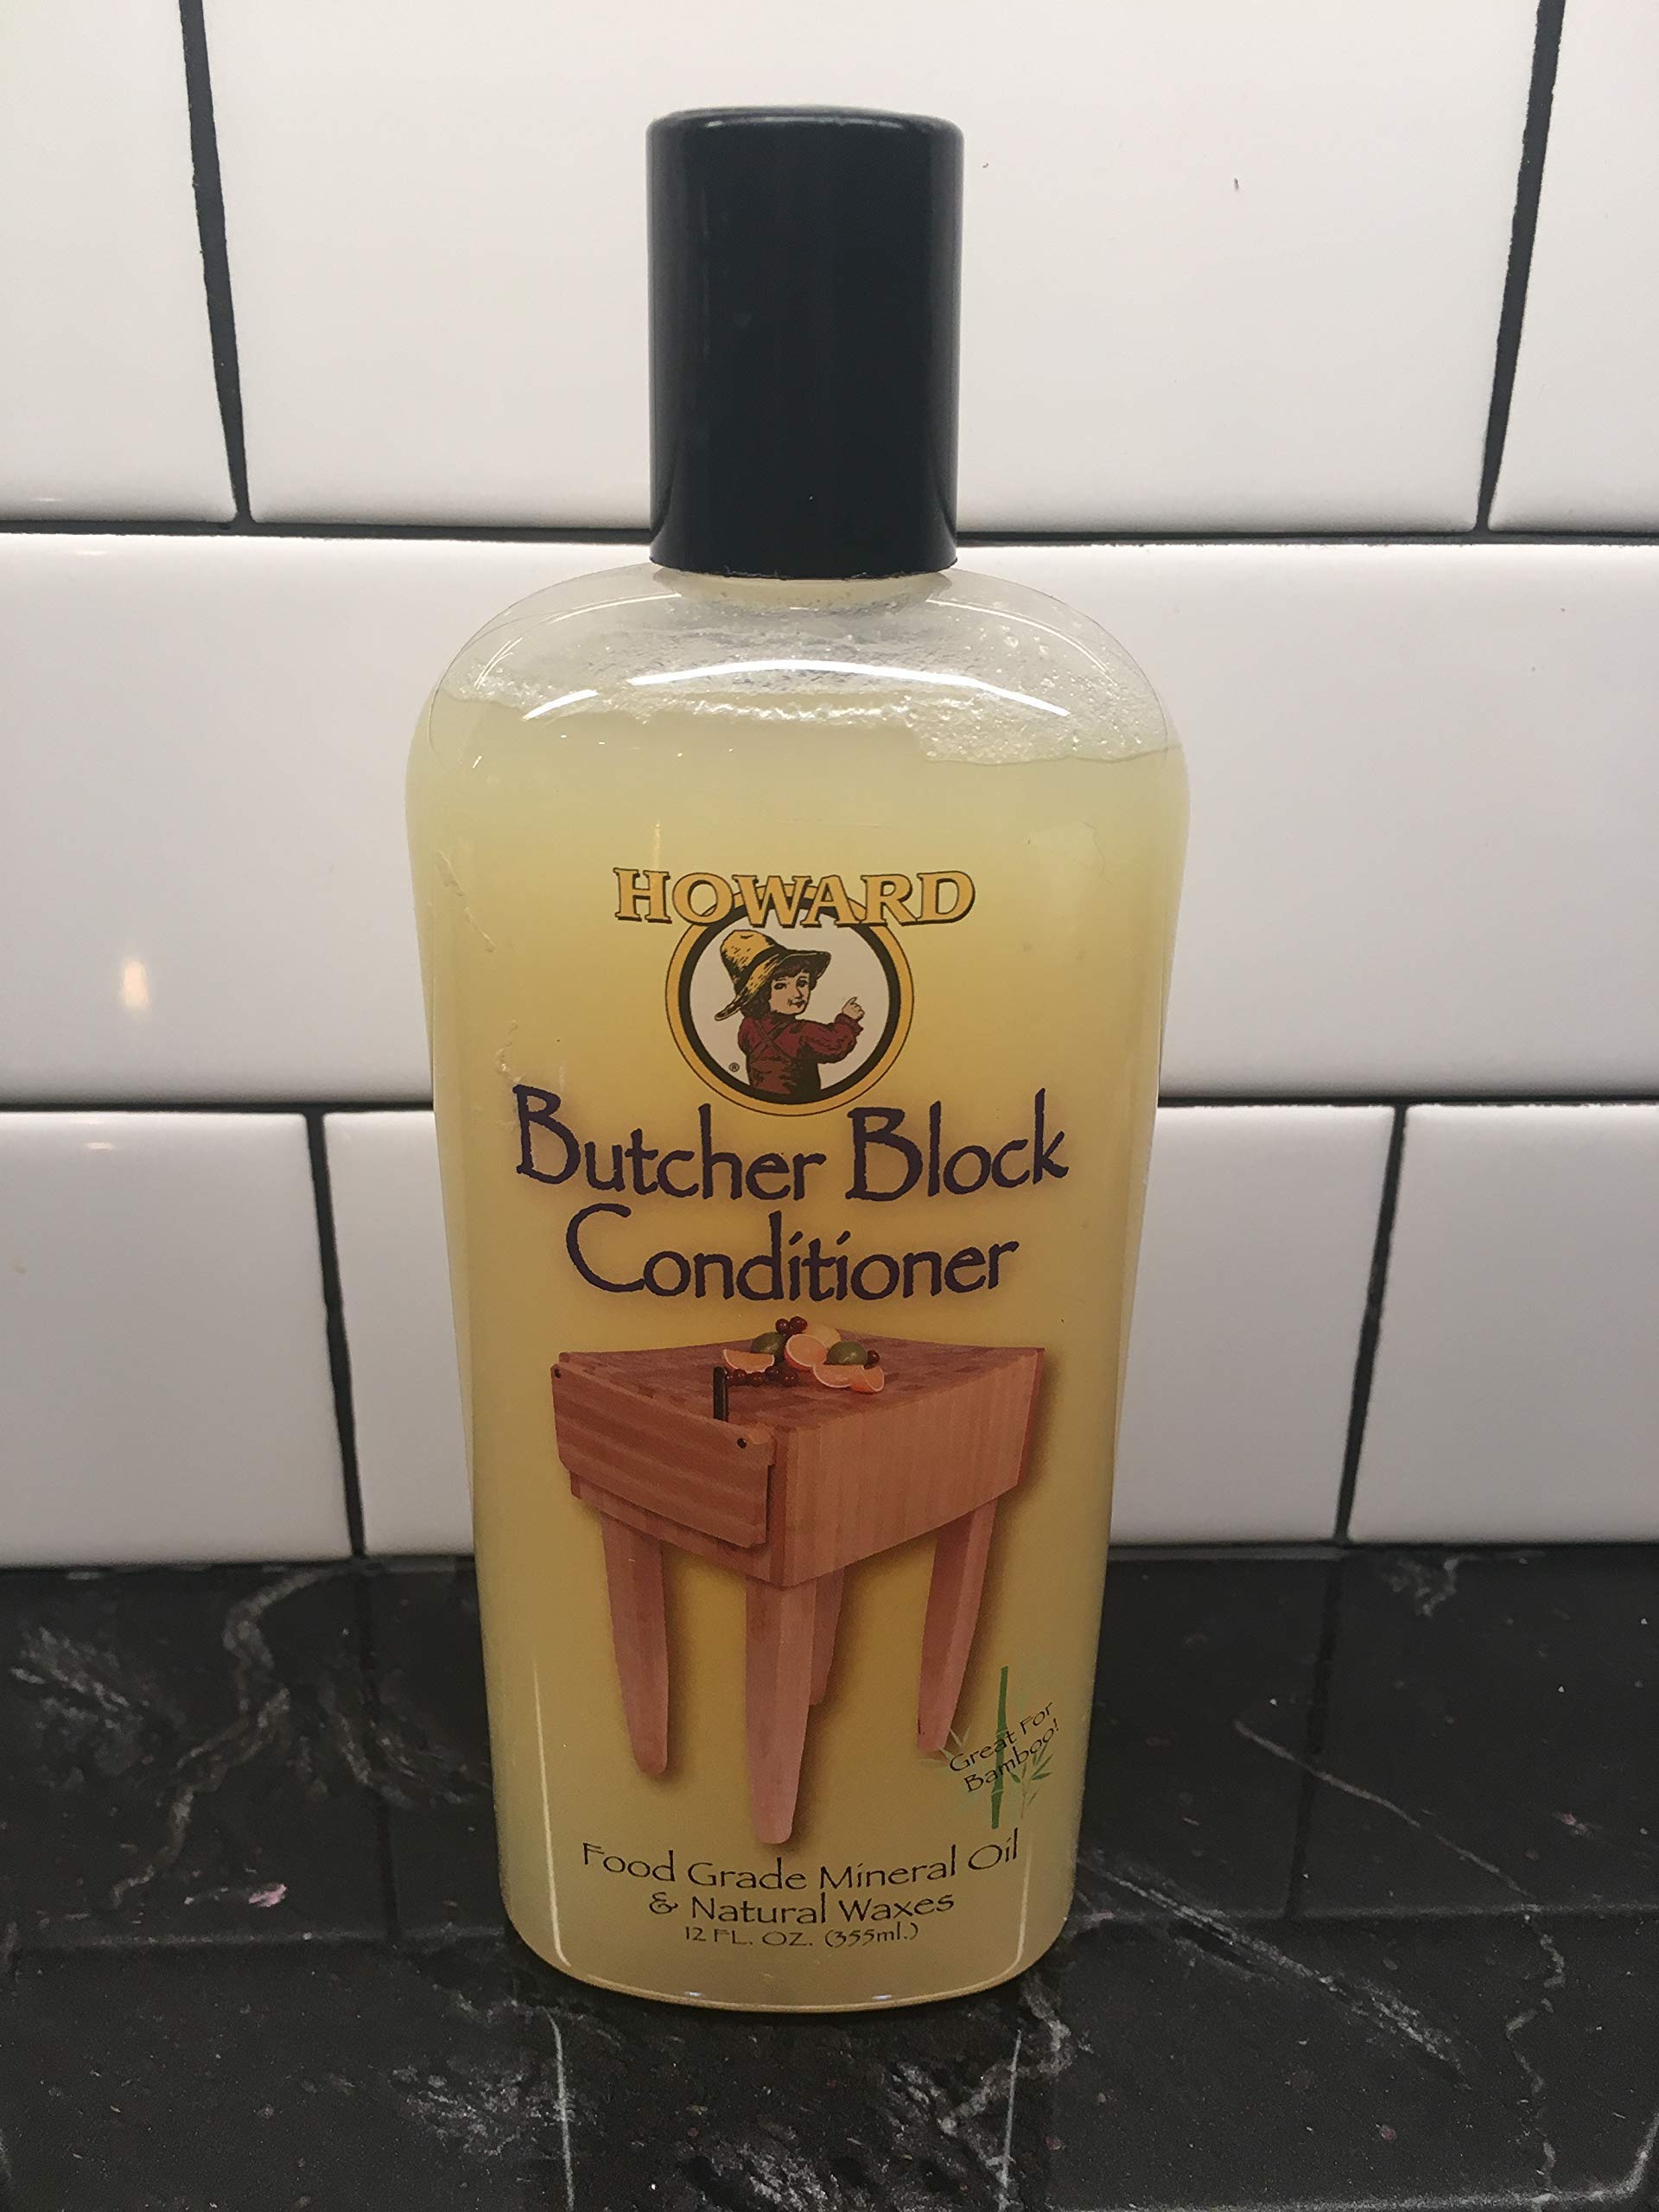 HOWARD
®
Butcher Block
Conditioner
Great For
Bamboo!
Food Grade Mineral Oil
& Natural Waxes
12 FL. OZ. (355ml.)